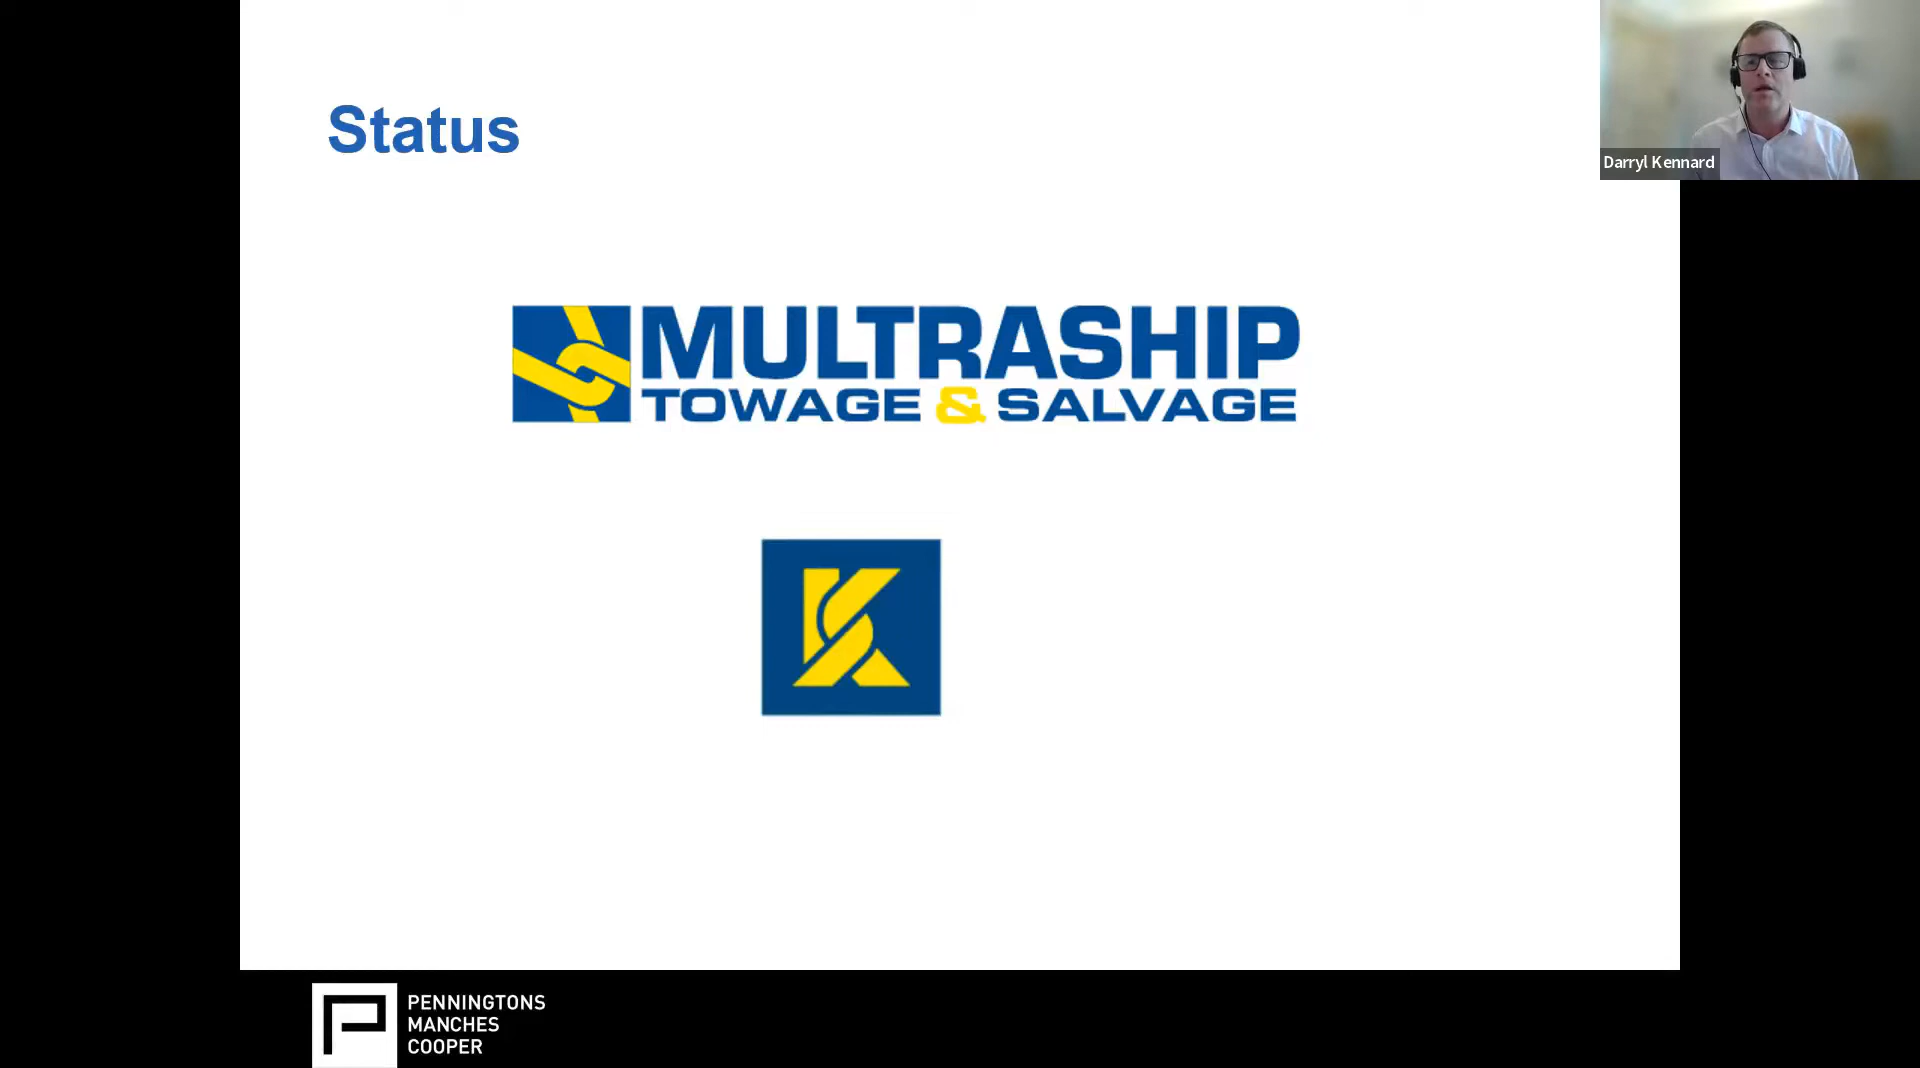 Status
MULTRASHIP
TOWAGE & SALVAGE
K
Darryl Kennard
PENNINGTONS
MANCHES
COOPER